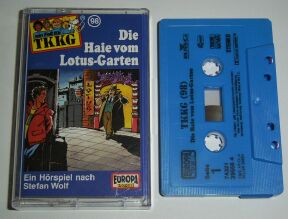 TKKG
98
Die
Haie vom
Lotus-Garten
LOTUS
Ein Hörspiel nach
Stefan Wolf
EUROPA
TKKG (98)
Die Haie vom Lotus-Garten
Seite
1